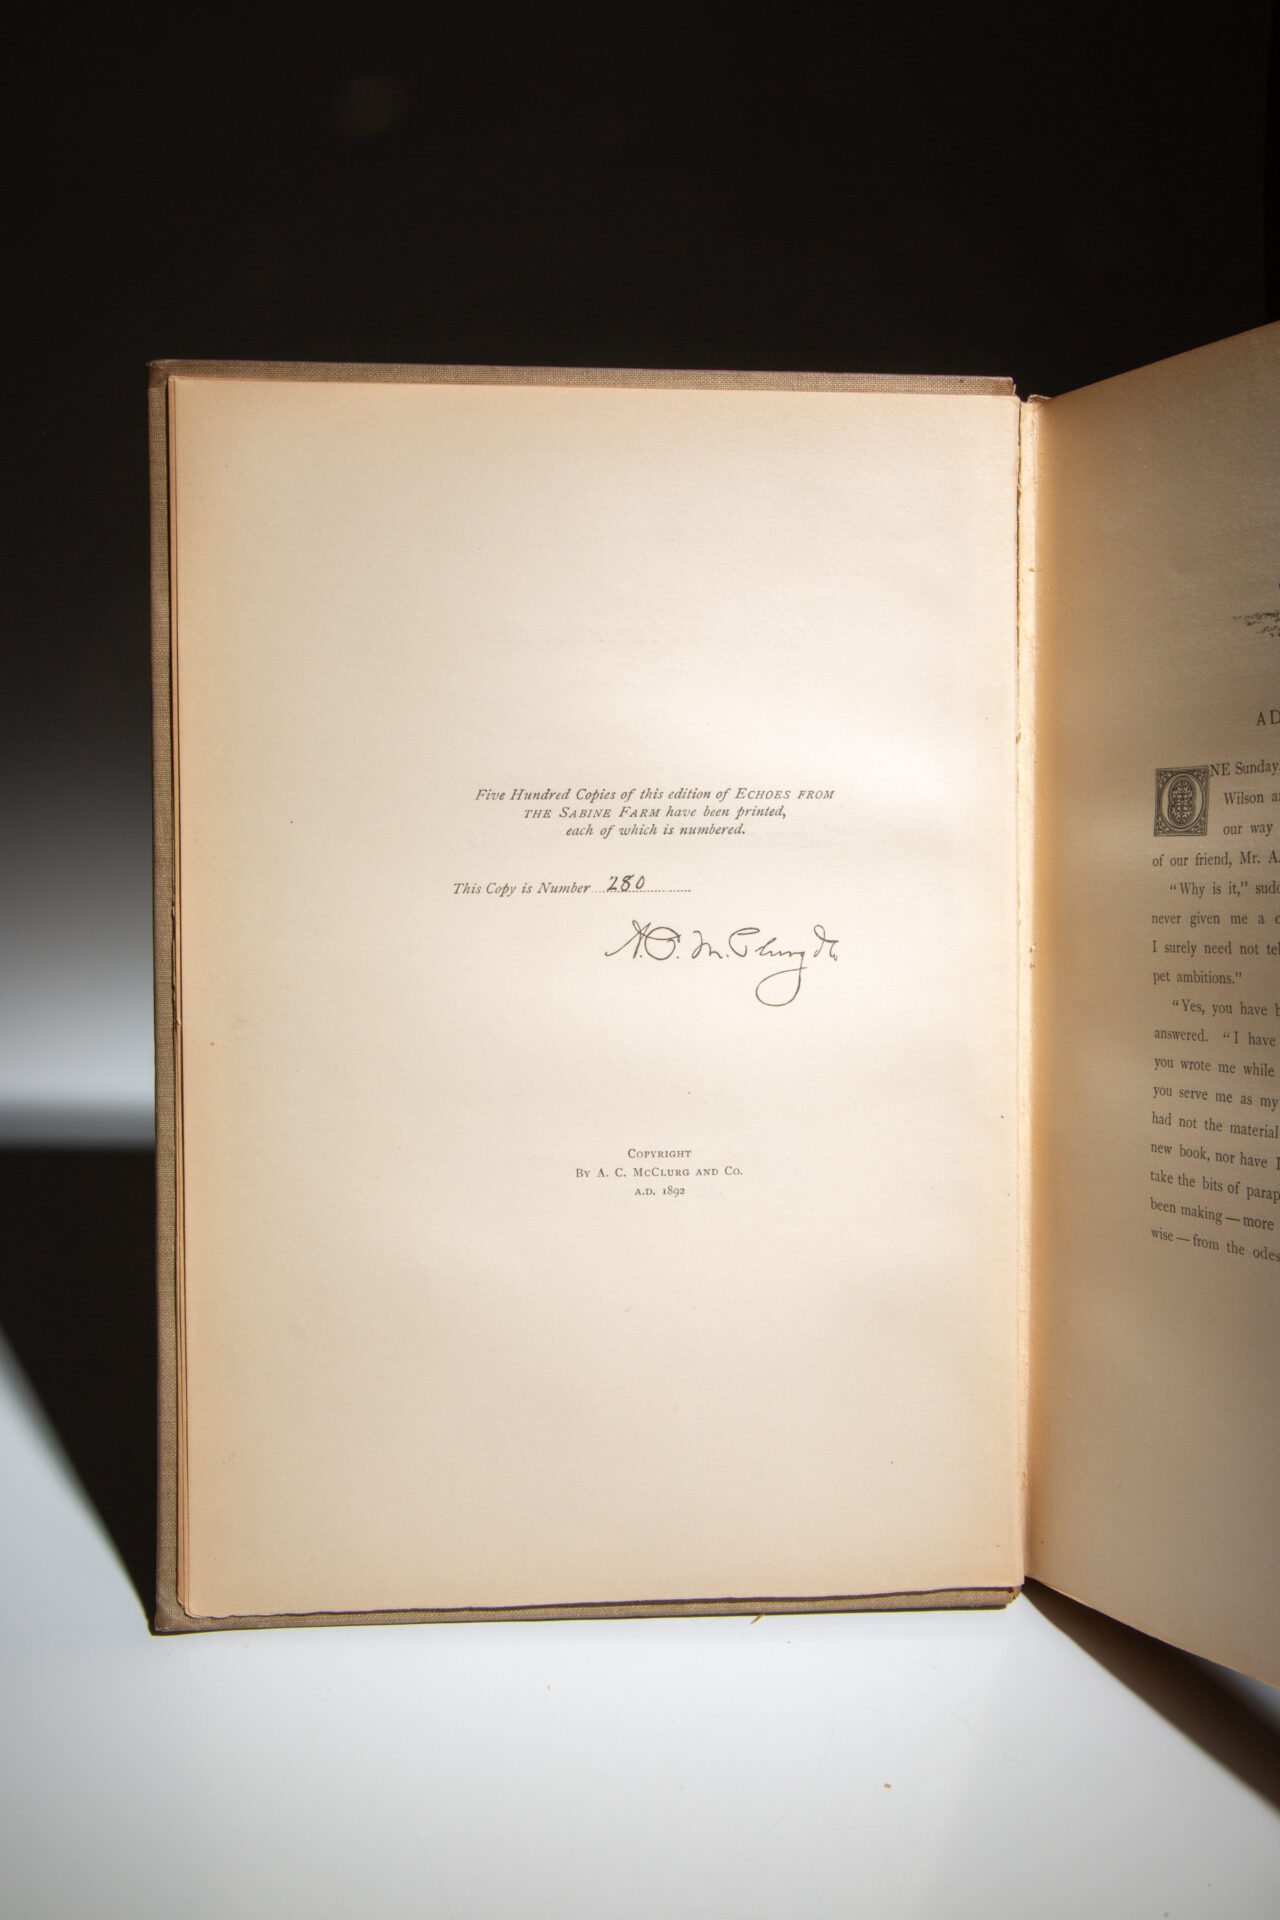 Five Hundred Copies of this edition of ECHOES FROM
THE SABINE FARM have been printed,
each of which is numbered.
This Copy is Number 280
A. C. McClurg & Co.
COPYRIGHT
BY A. C. MCCLURG AND CO.
A.D. 1892
AD
ONE Sunday,
Wilson
our way
of our friend, Mr. A.
"Why is it,"
never given me a
I surely need not
pet ambitions."
"Yes, you have
answered. "I have
you wrote me while
you serve me as my
had not the material
new book, nor have I
take the bits of
been making—more
wise—from the odes